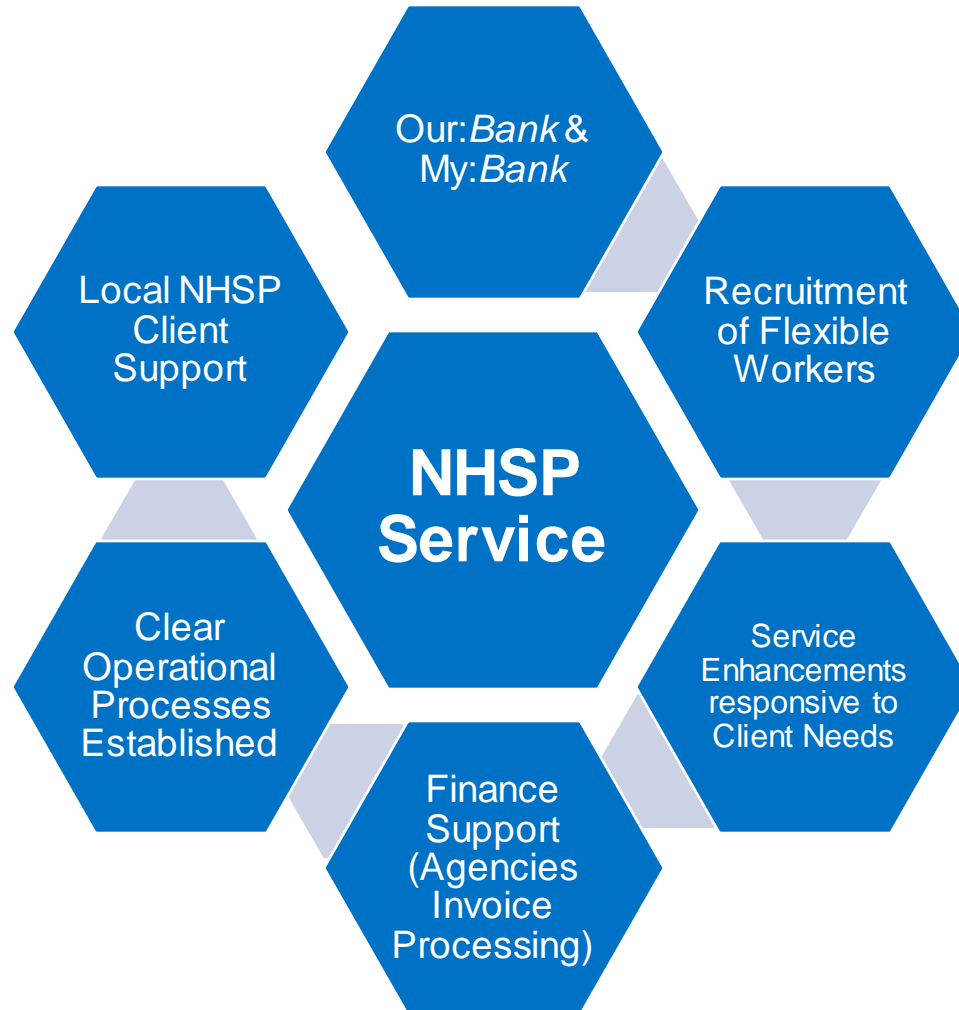 Our:Bank &
My:Bank
Local NHSP
Client
Support
Recruitment
of Flexible
Workers
NHSP
Service
Clear
Operational
Processes
Established
Service
Enhancements
responsive to
Client Needs
Finance
Support
(Agencies
Invoice
Processing)